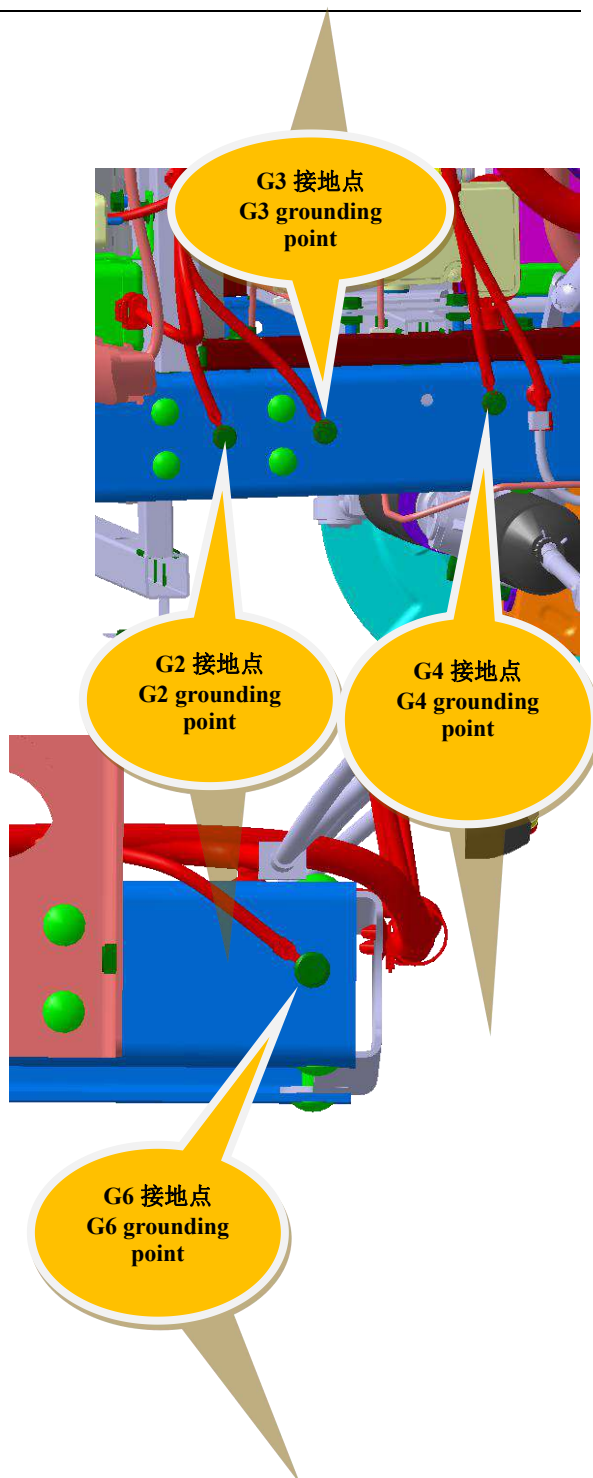 G3 接地点
G3 grounding
point
G2 接地点
G2 grounding
point
G4 接地点
G4 grounding
point
G6 接地点
G6 grounding
point